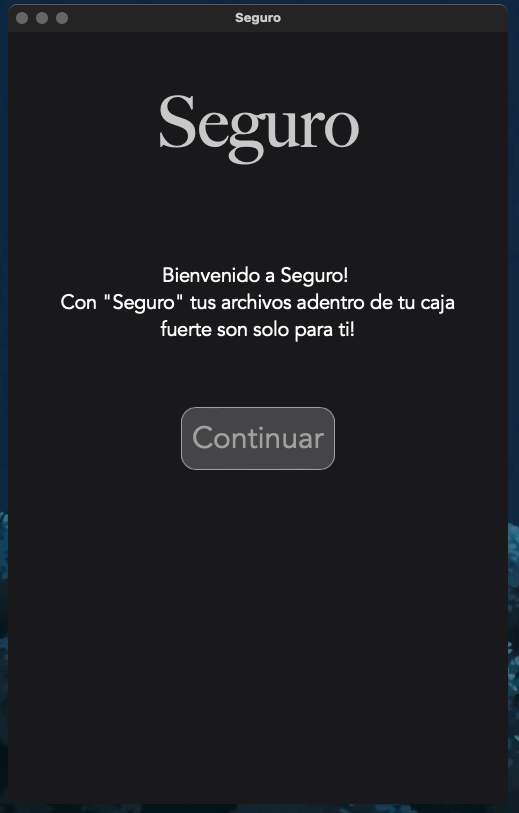 Seguro
Seguro
Bienvenido a Seguro!
Con "Seguro" tus archivos adentro de tu caja
fuerte son solo para ti!
Continuar